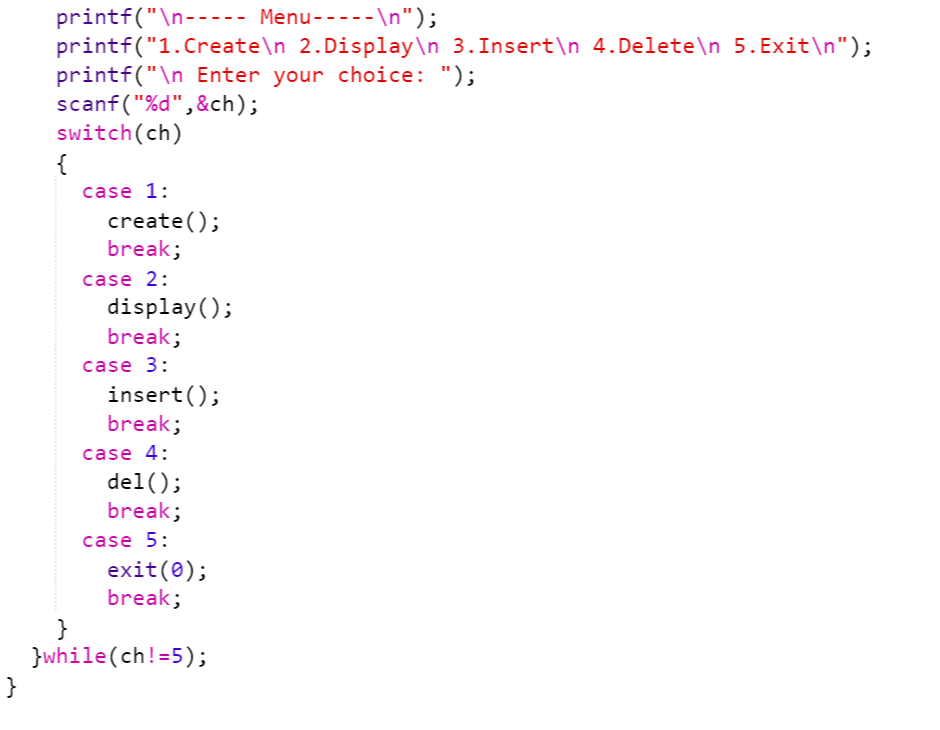 printf("\n----- Menu-----\n");
printf("1.Create\n 2.Display\n 3.Insert\n 4.Delete\n 5.Exit\n");
printf("\n Enter your choice: ");
scanf("%d",&ch);
switch(ch)
{
case 1:
create();
break;
case 2:
display();
break;
case 3:
insert();
break;
case 4:
del();
break;
case 5:
exit(0);
break;
}
}while(ch!=5);
}